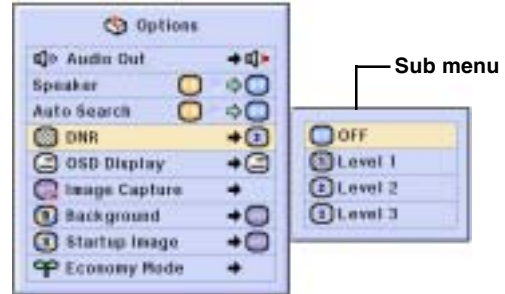 Options
Audio Out
Sub menu
Speaker
Auto Search
DNR
OSD Display
Image Capture
Background
Startup Image
Economy Mode
OFF
Level 1
Level 2
Level 3